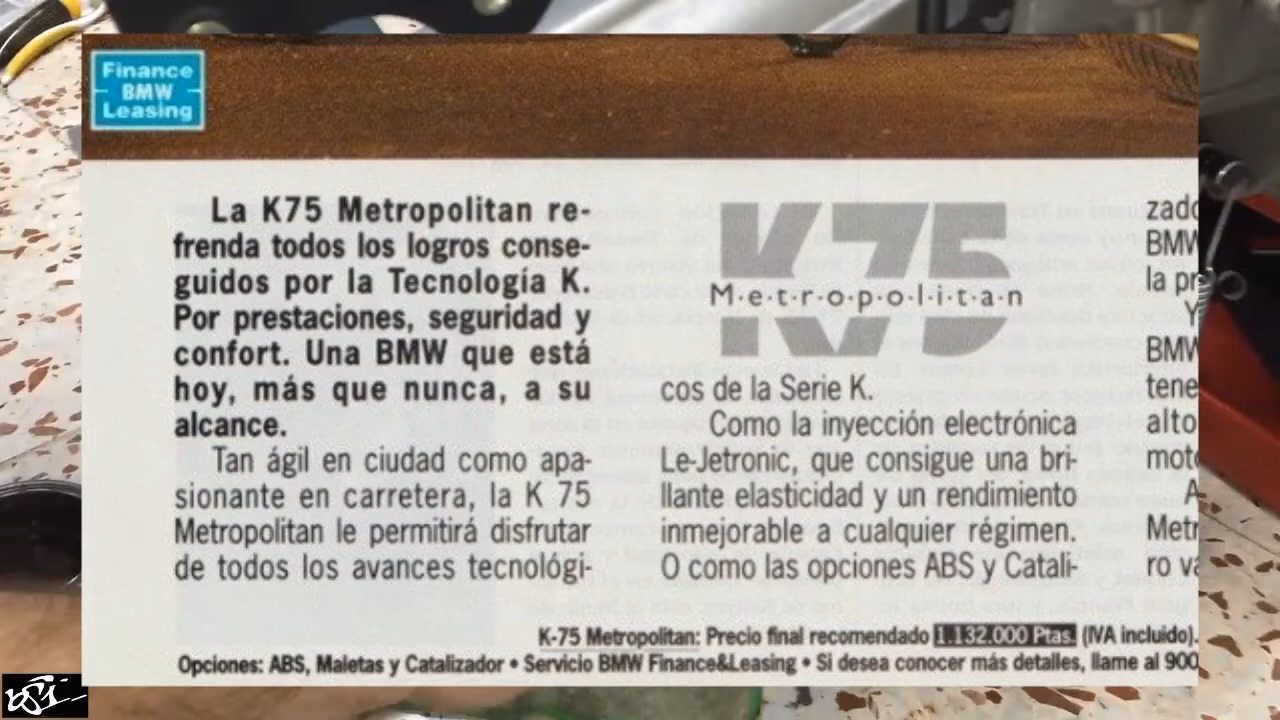 Finance
BMW
Leasing
La K75 Metropolitan re-
frenda todos los logros conse-
guidos por la Tecnología K.
Por prestaciones, seguridad y
confort. Una BMW que está
hoy, más que nunca, a su
alcance.
Tan ágil en ciudad como apa-
sionante en carretera, la K 75
Metropolitan le permitirá disfrutar
de todos los avances tecnológi-
K75
M·e·t·r·o·p·o·l·i·t·a·n
cos de la Serie K.
Como la inyección electrónica
Le-Jetronic, que consigue una bri-
llante elasticidad y un rendimiento
inmejorable a cualquier régimen.
O como las opciones ABS y Catali-
zado
BMW
la pr
Y
BMW
tene
alto
moto
A
Metr
ro va
K-75 Metropolitan: Precio final recomendado 1.132.000 Ptas. (IVA incluido).
Opciones: ABS, Maletas y Catalizador • Servicio BMW Finance&Leasing • Si desea conocer más detalles, llame al 900